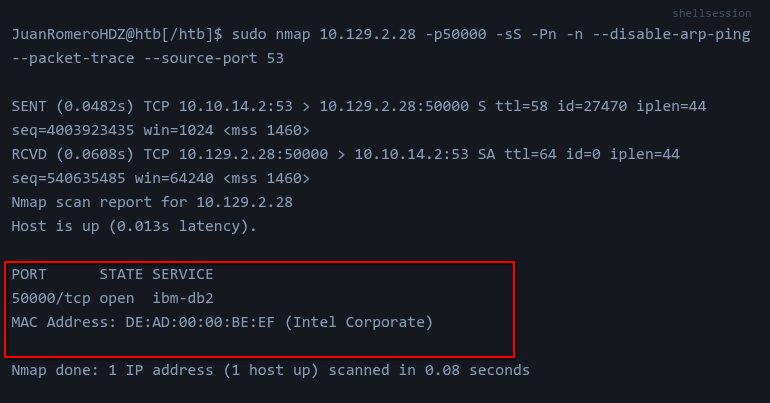 shellsession
JuanRomeroHDZ@htb[/htb]$ sudo nmap 10.129.2.28 -p50000 -sS -Pn -n --disable-arp-ping
--packet-trace --source-port 53
SENT (0.0482s) TCP 10.10.14.2:53 > 10.129.2.28:50000 S ttl=58 id=27470 iplen=44
seq=4003923435 win=1024 <mss 1460>
RCVD (0.0608s) TCP 10.129.2.28:50000 > 10.10.14.2:53 SA ttl=64 id=0 iplen=44
seq=540635485 win=64240 <mss 1460>
Nmap scan report for 10.129.2.28
Host is up (0.013s latency).
PORT      STATE SERVICE
50000/tcp open  ibm-db2
MAC Address: DE:AD:00:00:BE:EF (Intel Corporate)
Nmap done: 1 IP address (1 host up) scanned in 0.08 seconds